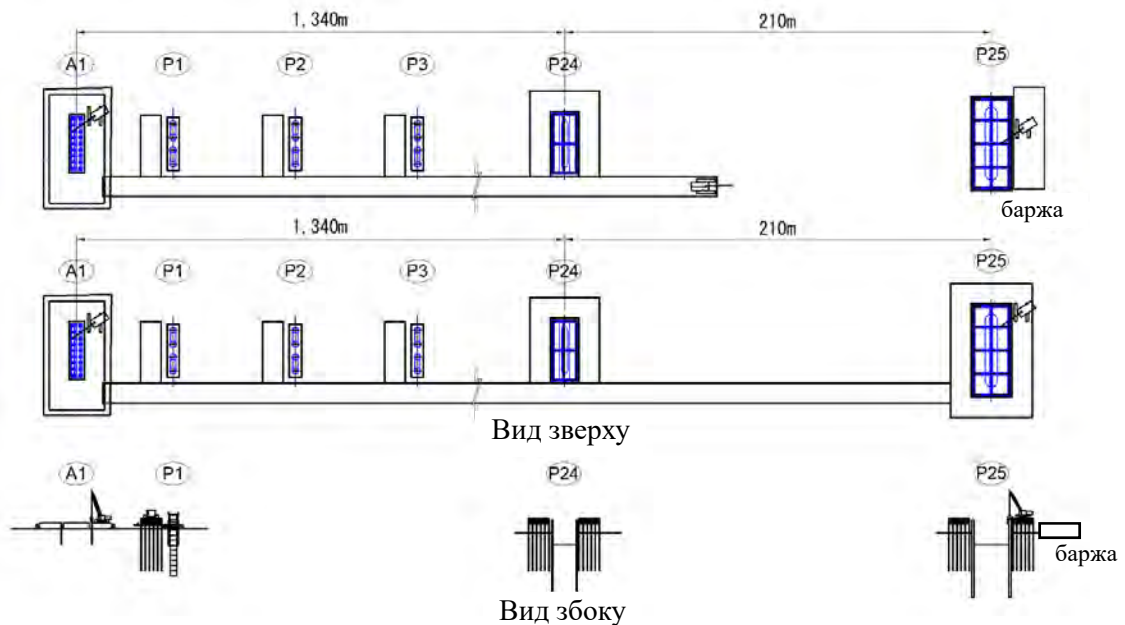 1,340m 210m
A1 P1 P2 P3 P24 P25
баржа
1,340m 210m
A1 P1 P2 P3 P24 P25
Вид зверху
A1 P1 P24 P25
баржа
Вид збоку